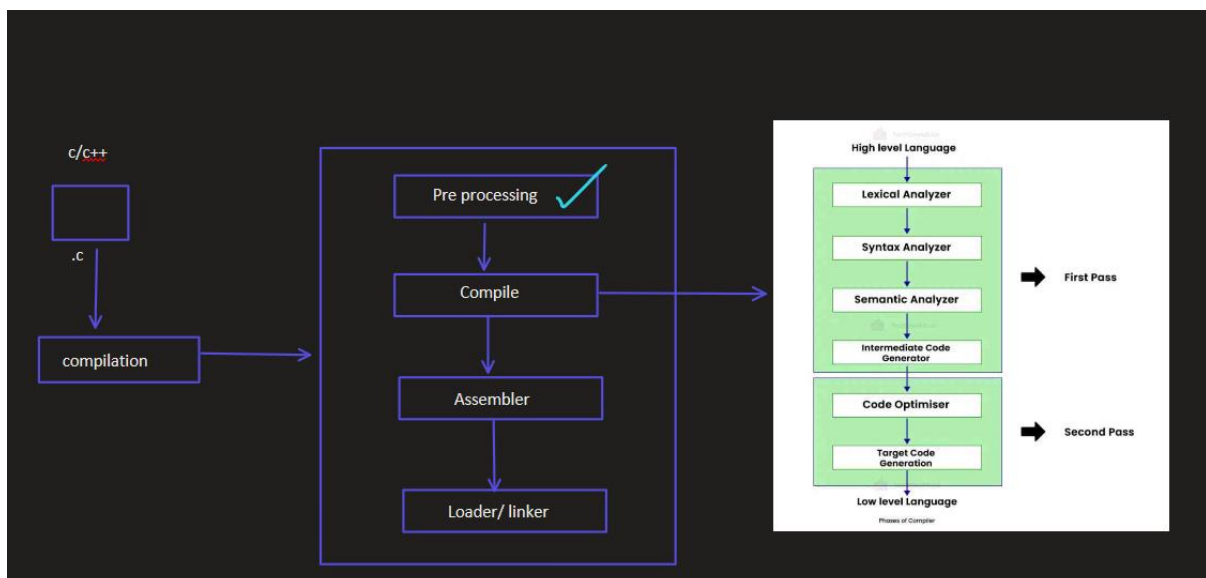 c/c++
.c
compilation
Pre processing
Compile
Assembler
Loader/ linker
High level Language
Lexical Analyzer
Syntax Analyzer
Semantic Analyzer
Intermediate Code
Generator
First Pass
Code Optimiser
Target Code
Generation
Second Pass
Low level Language
Phases of Complier